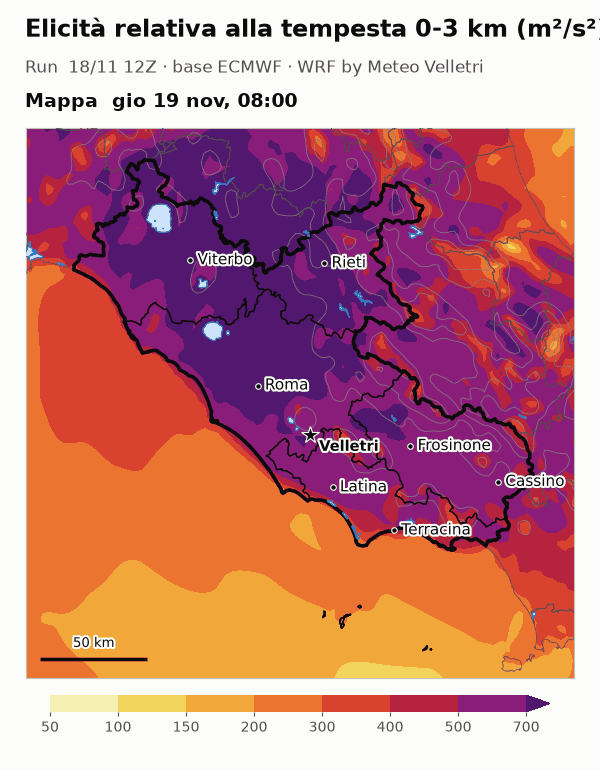 Elicità relativa alla tempesta 0-3 km (m²/s²)
Run 18/11 12Z · base ECMWF · WRF by Meteo Velletri
Mappa gio 19 nov, 08:00
Viterbo
Rieti
Roma
Velletri
Frosinone
Latina
Cassino
Terracina
50 km
50 100 150 200 300 400 500 700